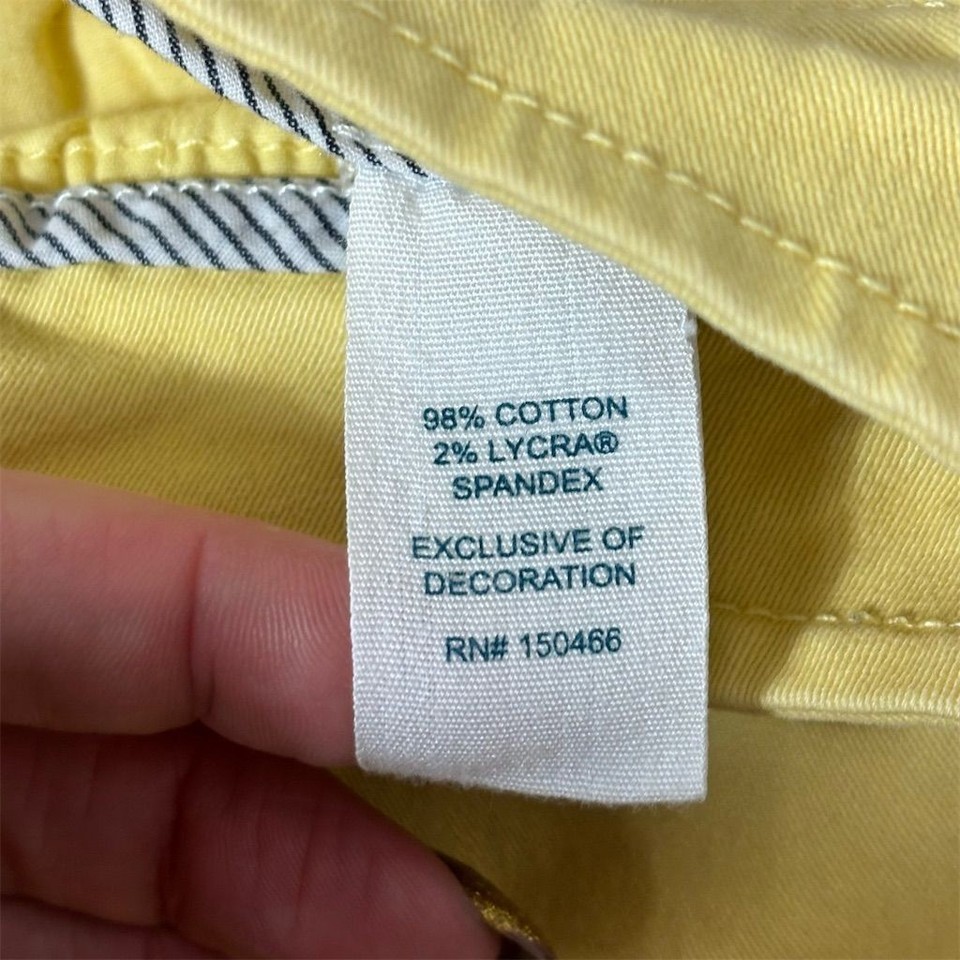 98% COTTON
2% LYCRA®
SPANDEX
EXCLUSIVE OF
DECORATION
RN# 150466